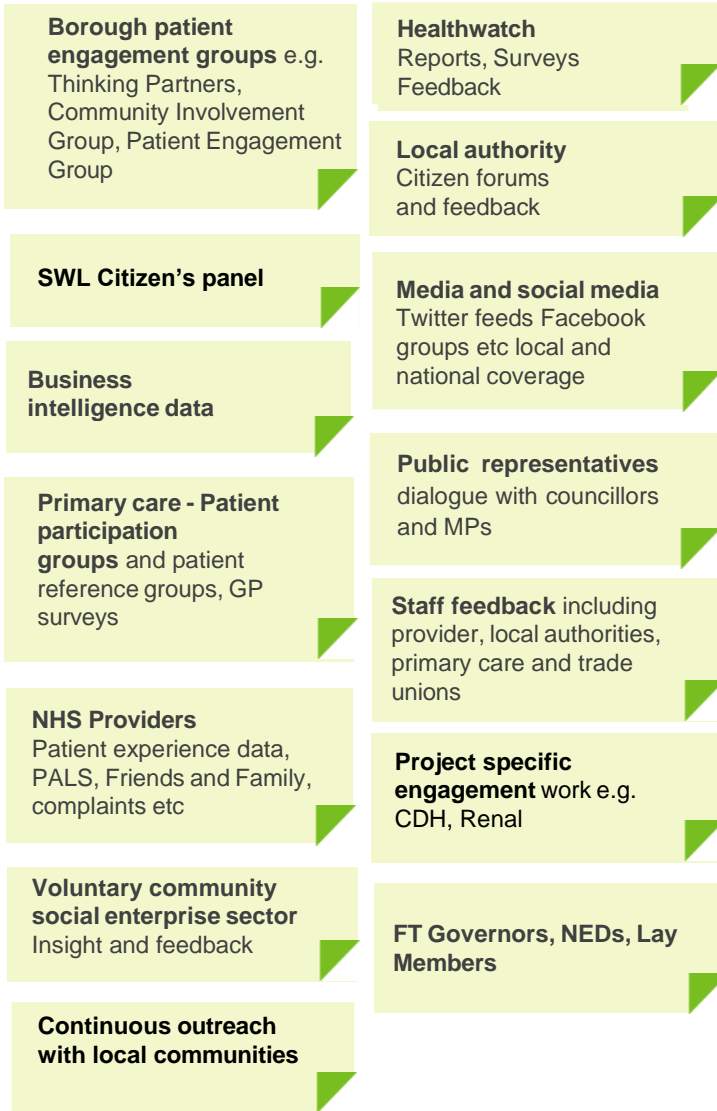 Borough patient
engagement groups e.g.
Thinking Partners,
Community Involvement
Group, Patient Engagement
Group
SWL Citizen's panel
Business
intelligence data
Primary care - Patient
participation
groups and patient
reference groups, GP
surveys
NHS Providers
Patient experience data,
PALS, Friends and Family,
complaints etc
Voluntary community
social enterprise sector
Insight and feedback
Continuous outreach
with local communities
Healthwatch
Reports, Surveys
Feedback
Local authority
Citizen forums
and feedback
Media and social media
Twitter feeds Facebook
groups etc local and
national coverage
Public representatives
dialogue with councillors
and MPs
Staff feedback including
provider, local authorities,
primary care and trade
unions
Project specific
engagement work e.g.
CDH, Renal
FT Governors, NEDs, Lay
Members